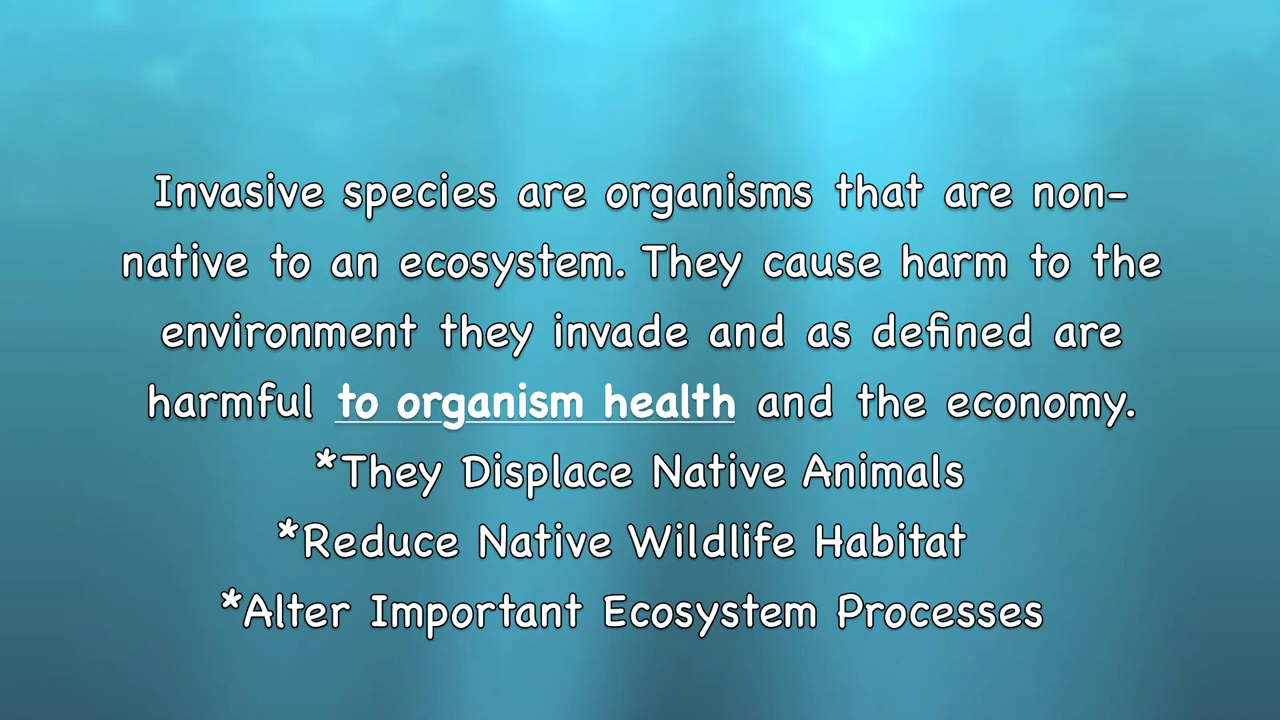 Invasive species are organisms that are non-
native to an ecosystem. They cause harm to the
environment they invade and as defined are
harmful to organism health and the economy.
*They Displace Native Animals
*Reduce Native Wildlife Habitat
*Alter Important Ecosystem Processes